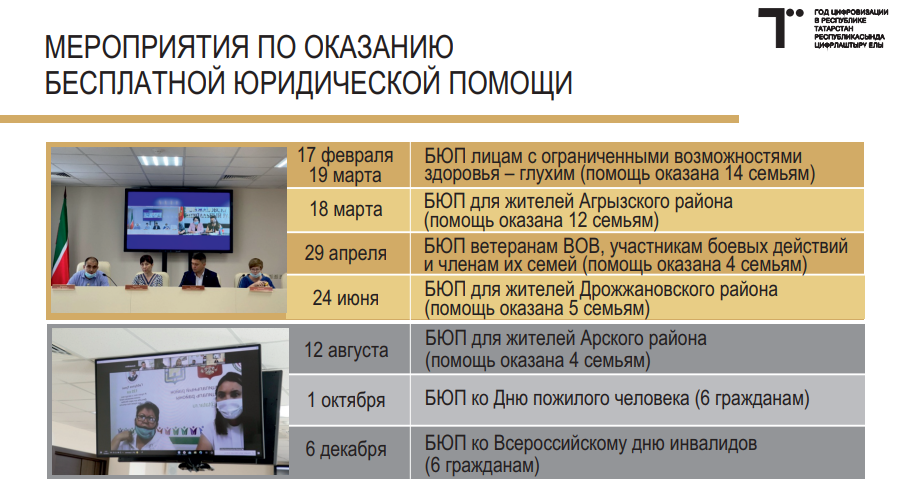 ГОД ЦИФРОВИЗАЦИИ
В РЕСПУБЛИКЕ
ТАТАРСТАН
РЕСПУБЛИКАСЫНДА
ЦИФРЛАШТЫРУ ЕЛЫ
МЕРОПРИЯТИЯ ПО ОКАЗАНИЮ
БЕСПЛАТНОЙ ЮРИДИЧЕСКОЙ ПОМОЩИ
17 февраля
19 марта
БЮП лицам с ограниченными возможностями
здоровья – глухим (помощь оказана 14 семьям)
18 марта
БЮП для жителей Агрызского района
(помощь оказана 12 семьям)
29 апреля
БЮП ветеранам ВОВ, участникам боевых действий
и членам их семей (помощь оказана 4 семьям)
24 июня
БЮП для жителей Дрожжановского района
(помощь оказана 5 семьям)
12 августа
БЮП для жителей Арского района
(помощь оказана 4 семьям)
1 октября
БЮП ко Дню пожилого человека (6 гражданам)
6 декабря
БЮП ко Всероссийскому дню инвалидов
(6 гражданам)